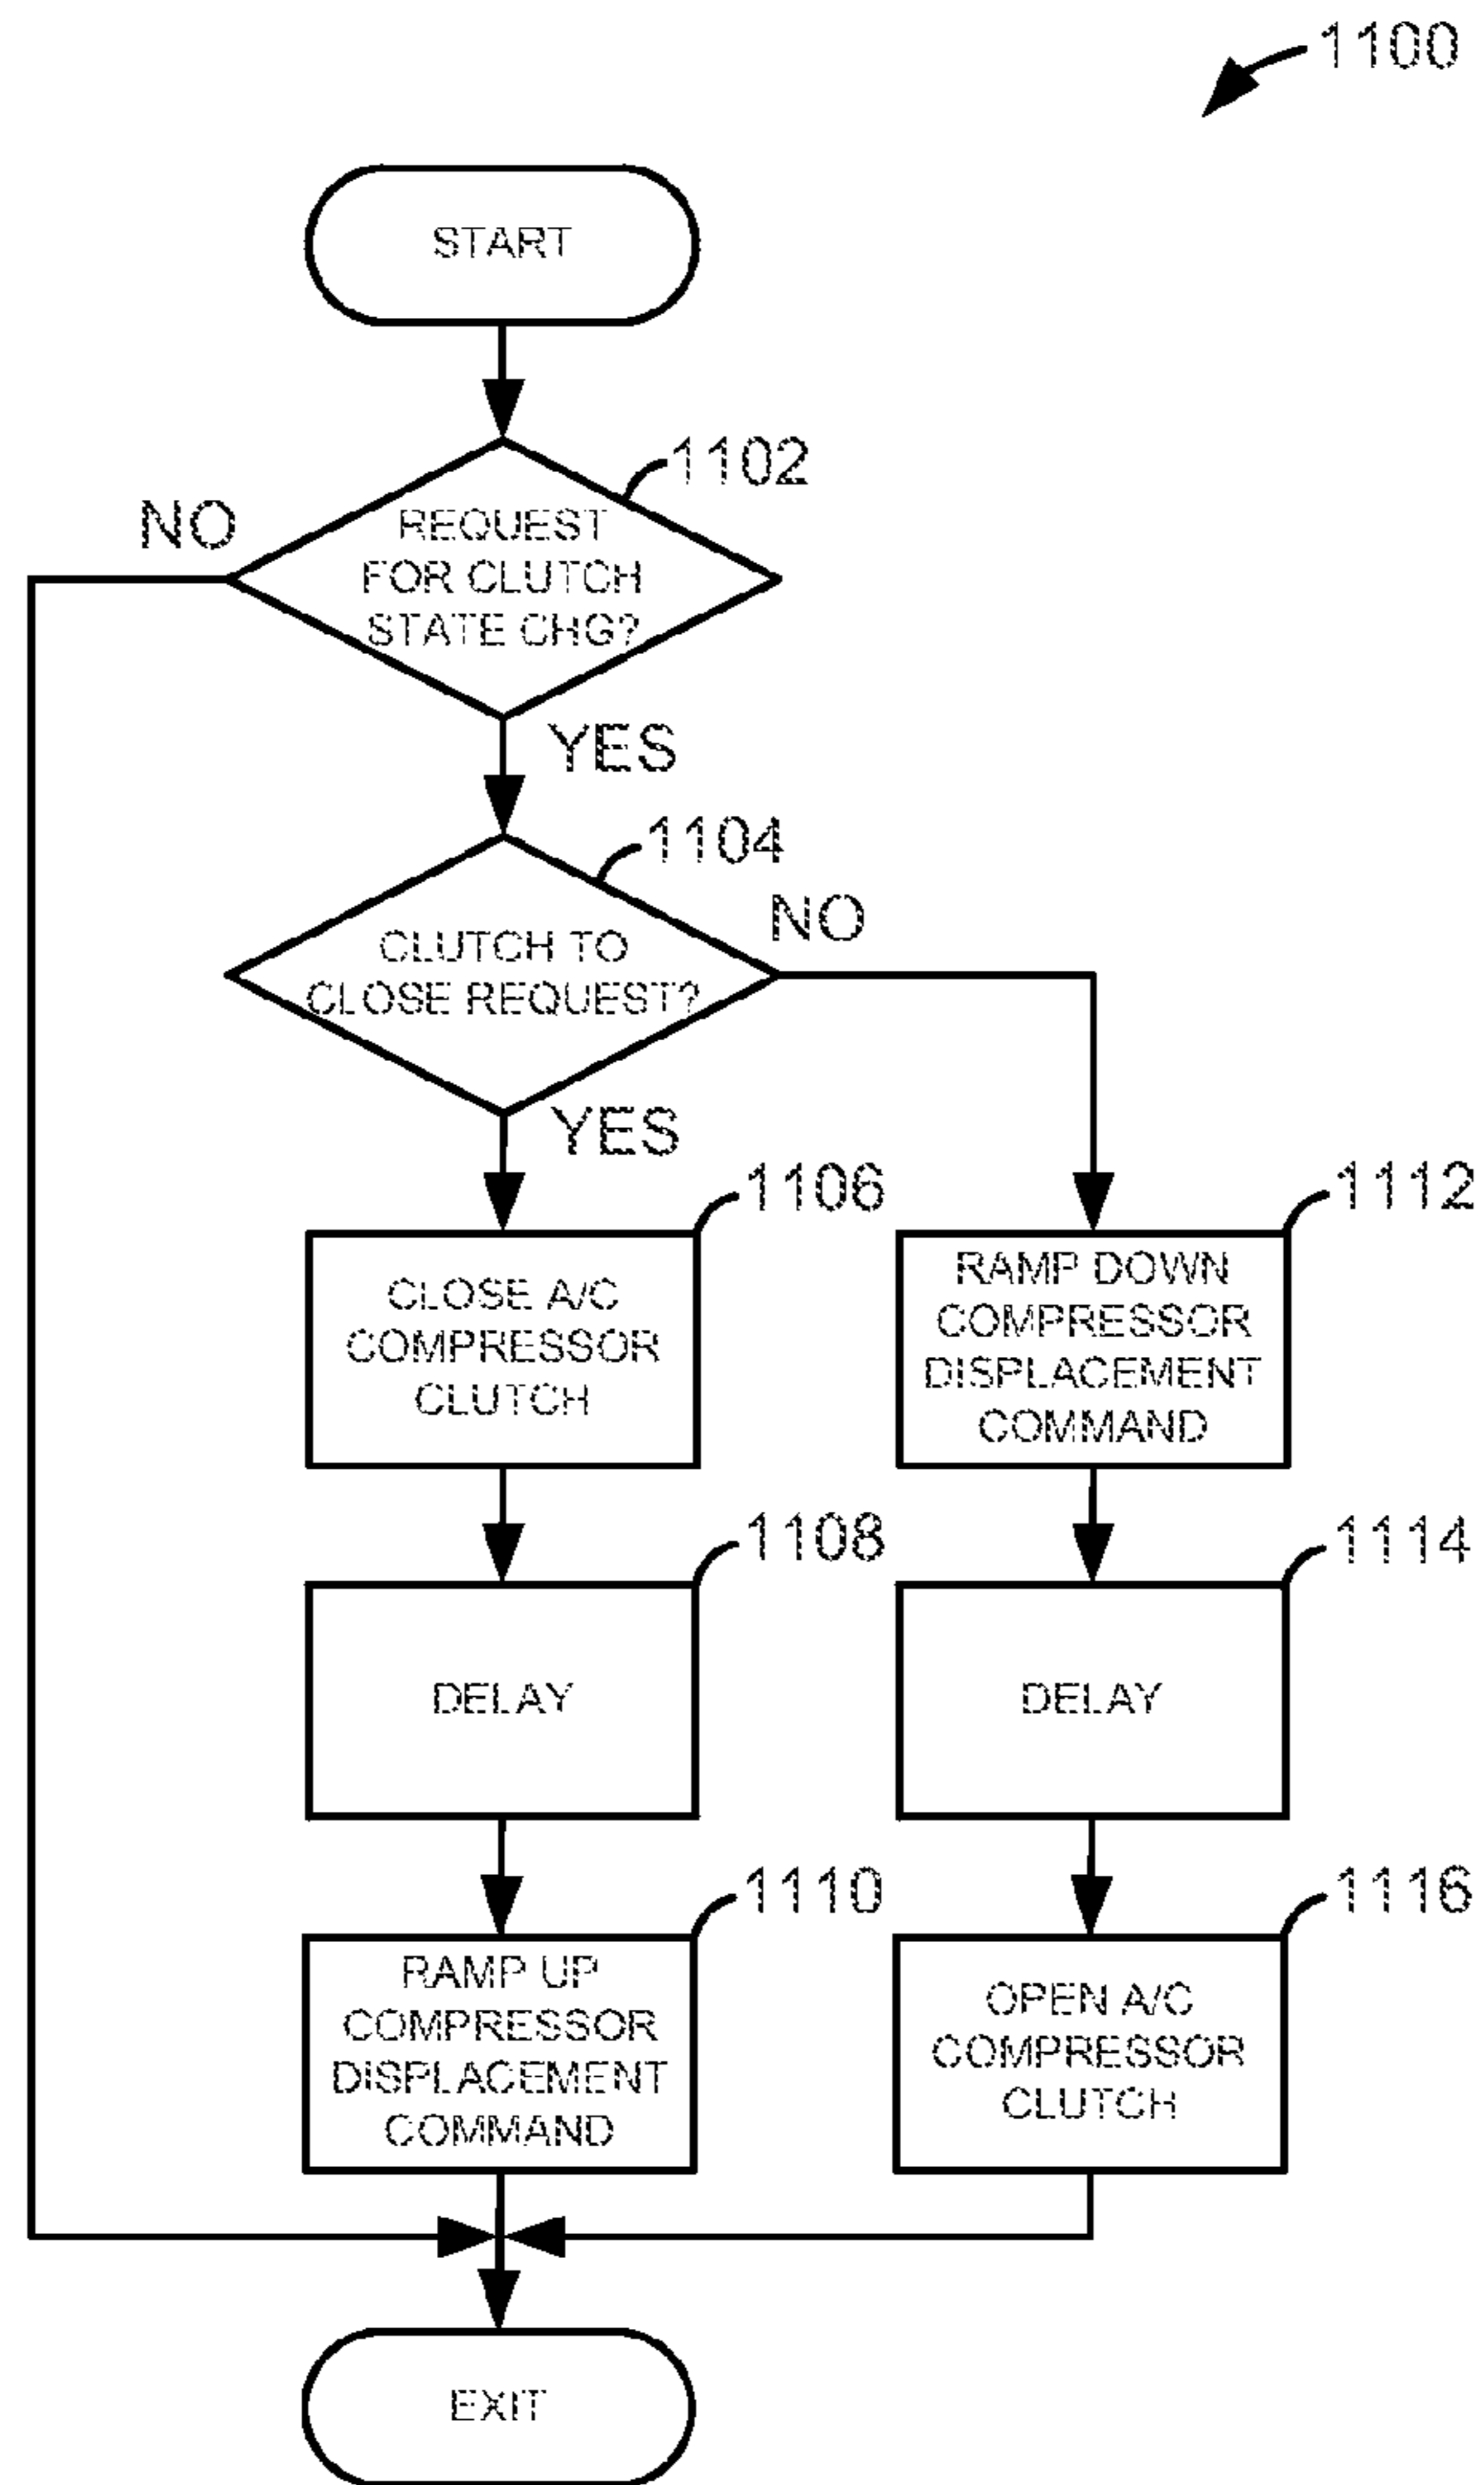 1100
START
1102
NO
REQUEST
FOR CLUTCH
STATE CHG?
YES
1104
NO
CLUTCH TO
CLOSE REQUEST?
YES
1106
CLOSE A/C
COMPRESSOR
CLUTCH
1112
RAMP DOWN
COMPRESSOR
DISPLACEMENT
COMMAND
1108
DELAY
1114
DELAY
1110
RAMP UP
COMPRESSOR
DISPLACEMENT
COMMAND
1116
OPEN A/C
COMPRESSOR
CLUTCH
EXIT